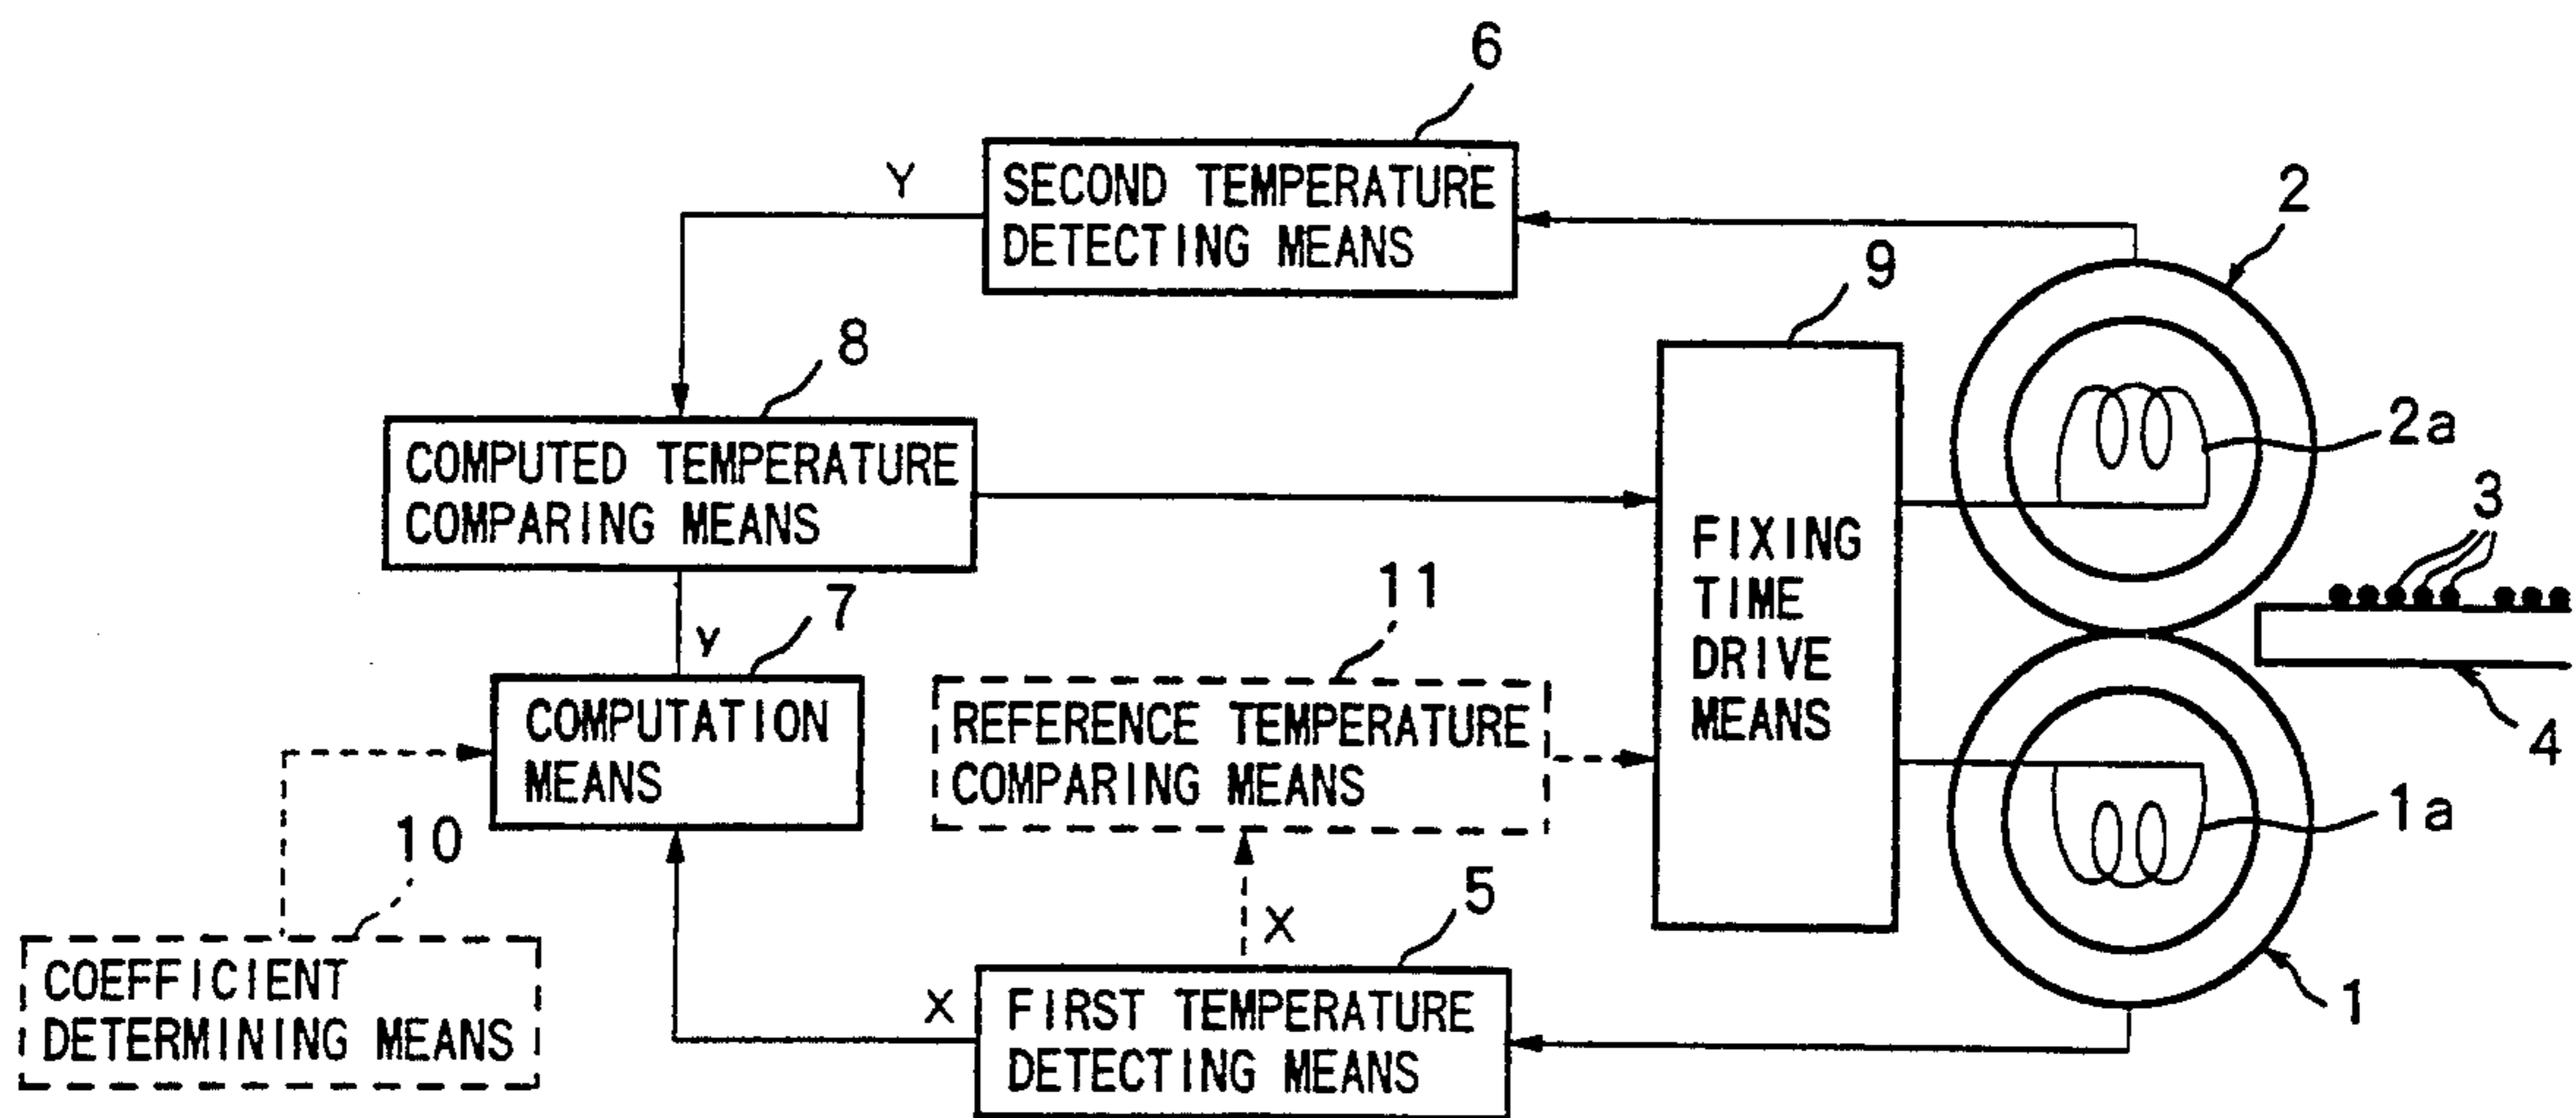 6
SECOND TEMPERATURE
DETECTING MEANS
Y
2
9
8
COMPUTED TEMPERATURE
COMPARING MEANS
2a
3
FIXING
TIME
DRIVE
MEANS
11
7
y
COMPUTATION
MEANS
REFERENCE TEMPERATURE
COMPARING MEANS
4
1a
10
X
5
COEFFICIENT
DETERMINING MEANS
X
FIRST TEMPERATURE
DETECTING MEANS
1